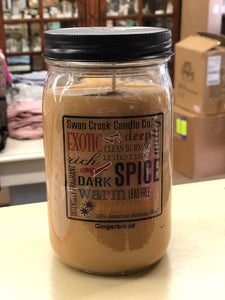 Swan Creek Candle Co.
EXOTIC deep
CLEAN BURNING
rich intense
DARK SPICE
warm LEAD FREE
100% American Soybean Wax
Gingerbread